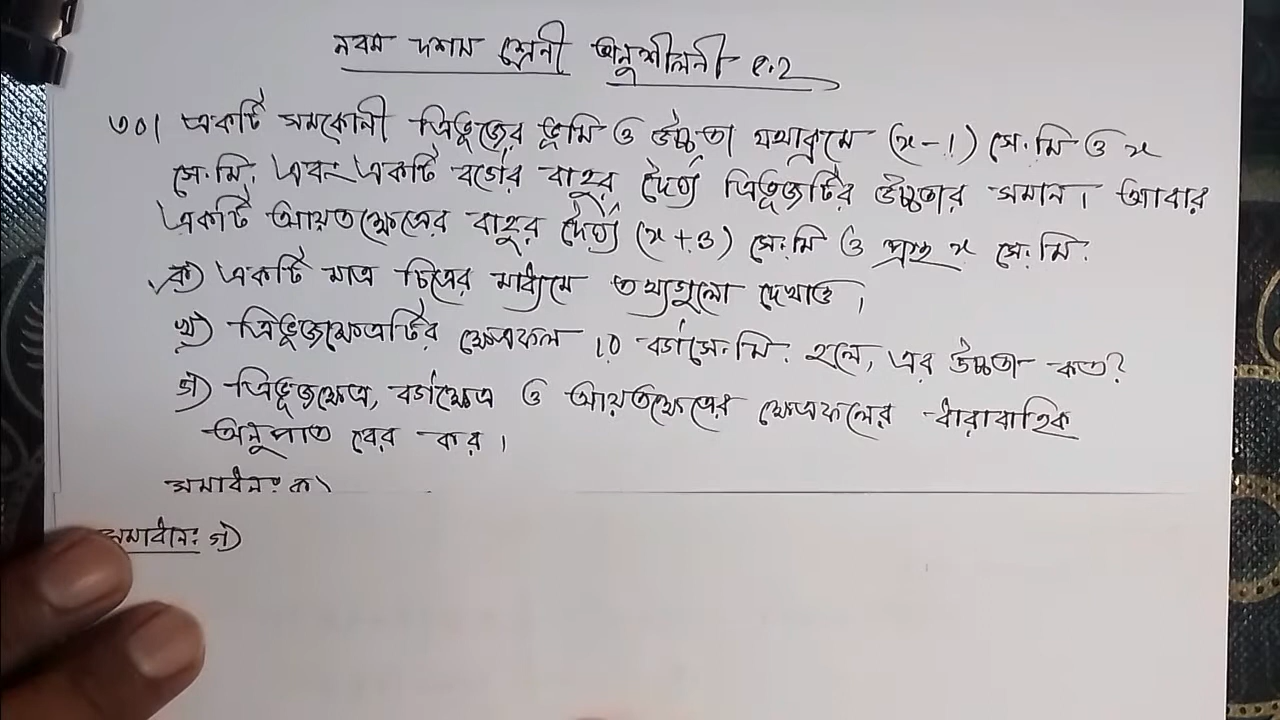 নবম দশম শ্রেনী অনুশীলনী ৫.2
৩০। একটি সমকোনী ত্রিভুজের ভূমি ও উচ্চতা যথাক্রমে (x-1) সে.মি ও x
সে.মি. এবং একটি বর্গের বাহুর দৈর্ঘ্য ত্রিভূজটির উচ্চতার সমান। আবার
একটি আয়তক্ষেত্রের বাহুর দৈর্ঘ্য (x+3) সে.মি ও প্রস্থ x সে.মি.
ক) একটি মাত্র চিত্রের মাধ্যমে তথ্যগুলো দেখাও।
খ) ত্রিভূজক্ষেত্রটির ক্ষেত্রফল 10 বর্গসে.মি. হলে, এর উচ্চতা কত?
গ) ত্রিভূজক্ষেত্র, বর্গক্ষেত্র ও আয়তক্ষেত্রের ক্ষেত্রফলের ধারাবাহিক
অনুপাত বের কর।
সমাধান: ক)
সমাধান: গ)